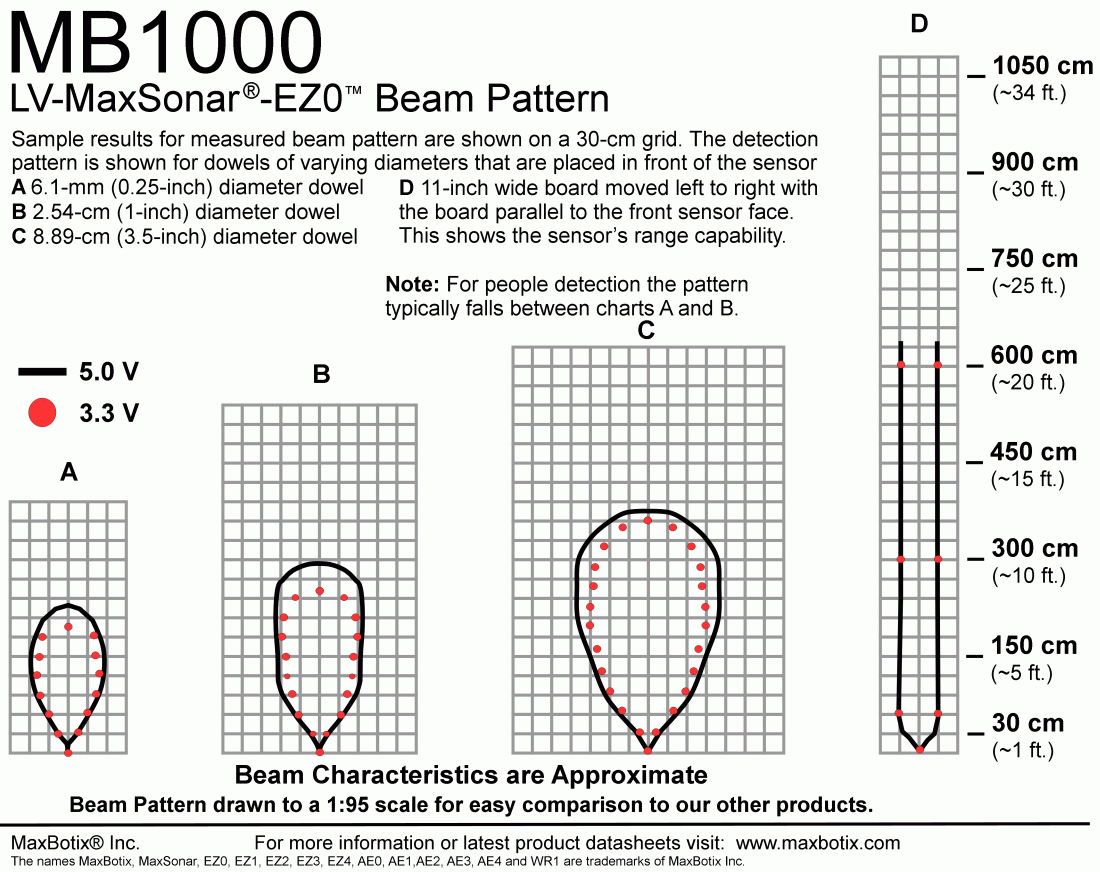 MB1000
LV-MaxSonar®-EZ0™ Beam Pattern
Sample results for measured beam pattern are shown on a 30-cm grid. The detection
pattern is shown for dowels of varying diameters that are placed in front of the sensor
A 6.1-mm (0.25-inch) diameter dowel
B 2.54-cm (1-inch) diameter dowel
C 8.89-cm (3.5-inch) diameter dowel
D 11-inch wide board moved left to right with
the board parallel to the front sensor face.
This shows the sensor's range capability.
Note: For people detection the pattern
typically falls between charts A and B.
5.0 V
3.3 V
A
B
C
D
1050 cm
(~34 ft.)
900 cm
(~30 ft.)
750 cm
(~25 ft.)
600 cm
(~20 ft.)
450 cm
(~15 ft.)
300 cm
(~10 ft.)
150 cm
(~5 ft.)
30 cm
(~1 ft.)
Beam Characteristics are Approximate
Beam Pattern drawn to a 1:95 scale for easy comparison to our other products.
MaxBotix® Inc.
For more information or latest product datasheets visit: www.maxbotix.com
The names MaxBotix, MaxSonar, EZ0, EZ1, EZ2, EZ3, EZ4, AE0, AE1,AE2, AE3, AE4 and WR1 are trademarks of MaxBotix Inc.